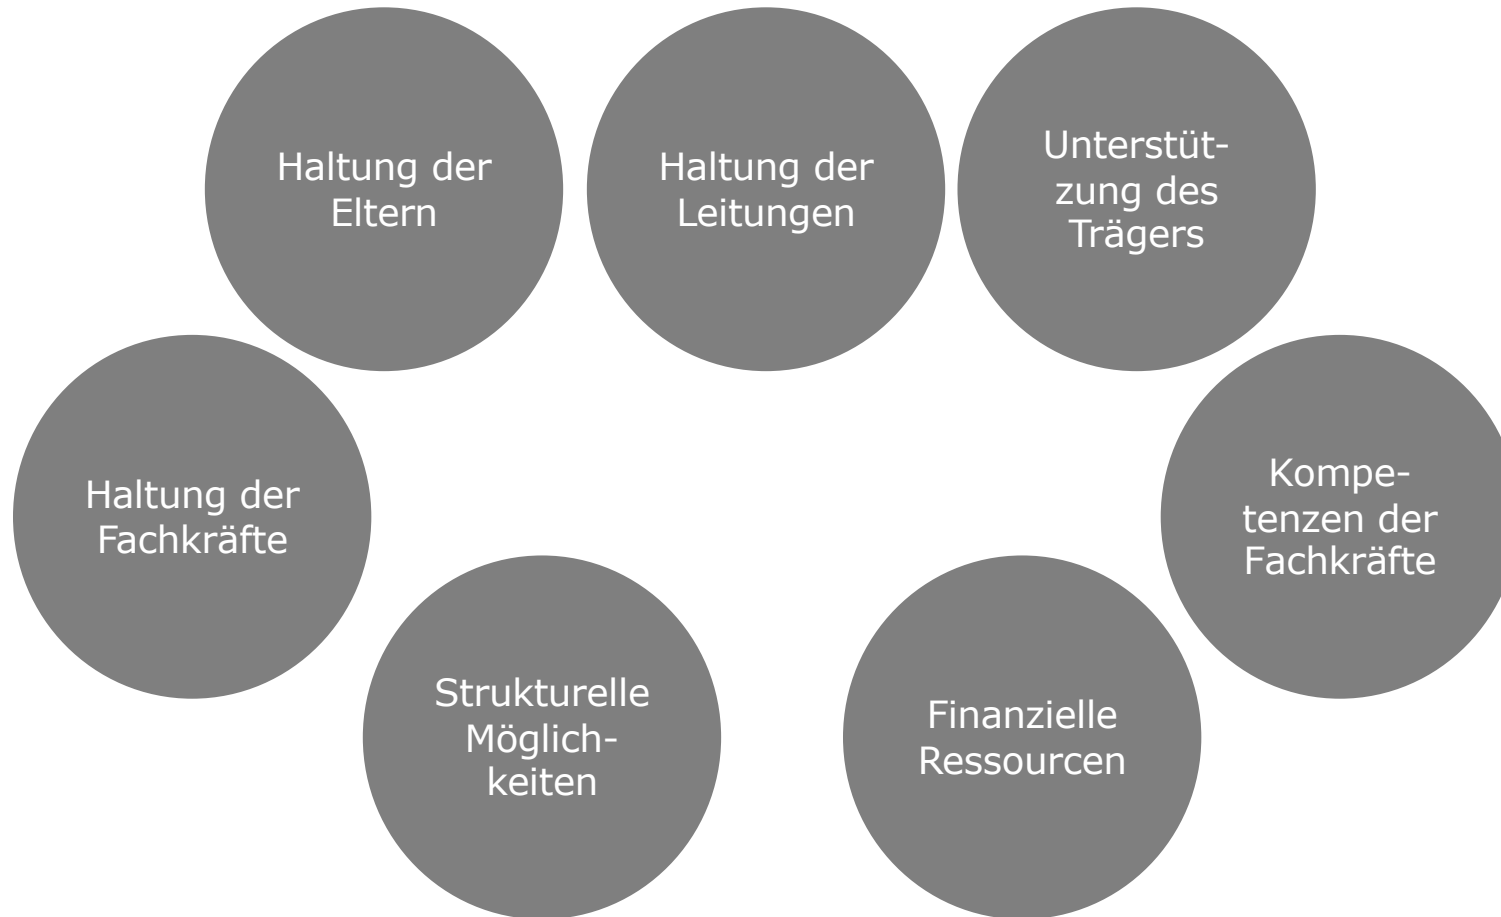 Haltung der
Eltern
Haltung der
Leitungen
Unterstüt-
zung des
Trägers
Haltung der
Fachkräfte
Kompe-
tenzen der
Fachkräfte
Strukturelle
Möglich-
keiten
Finanzielle
Ressourcen